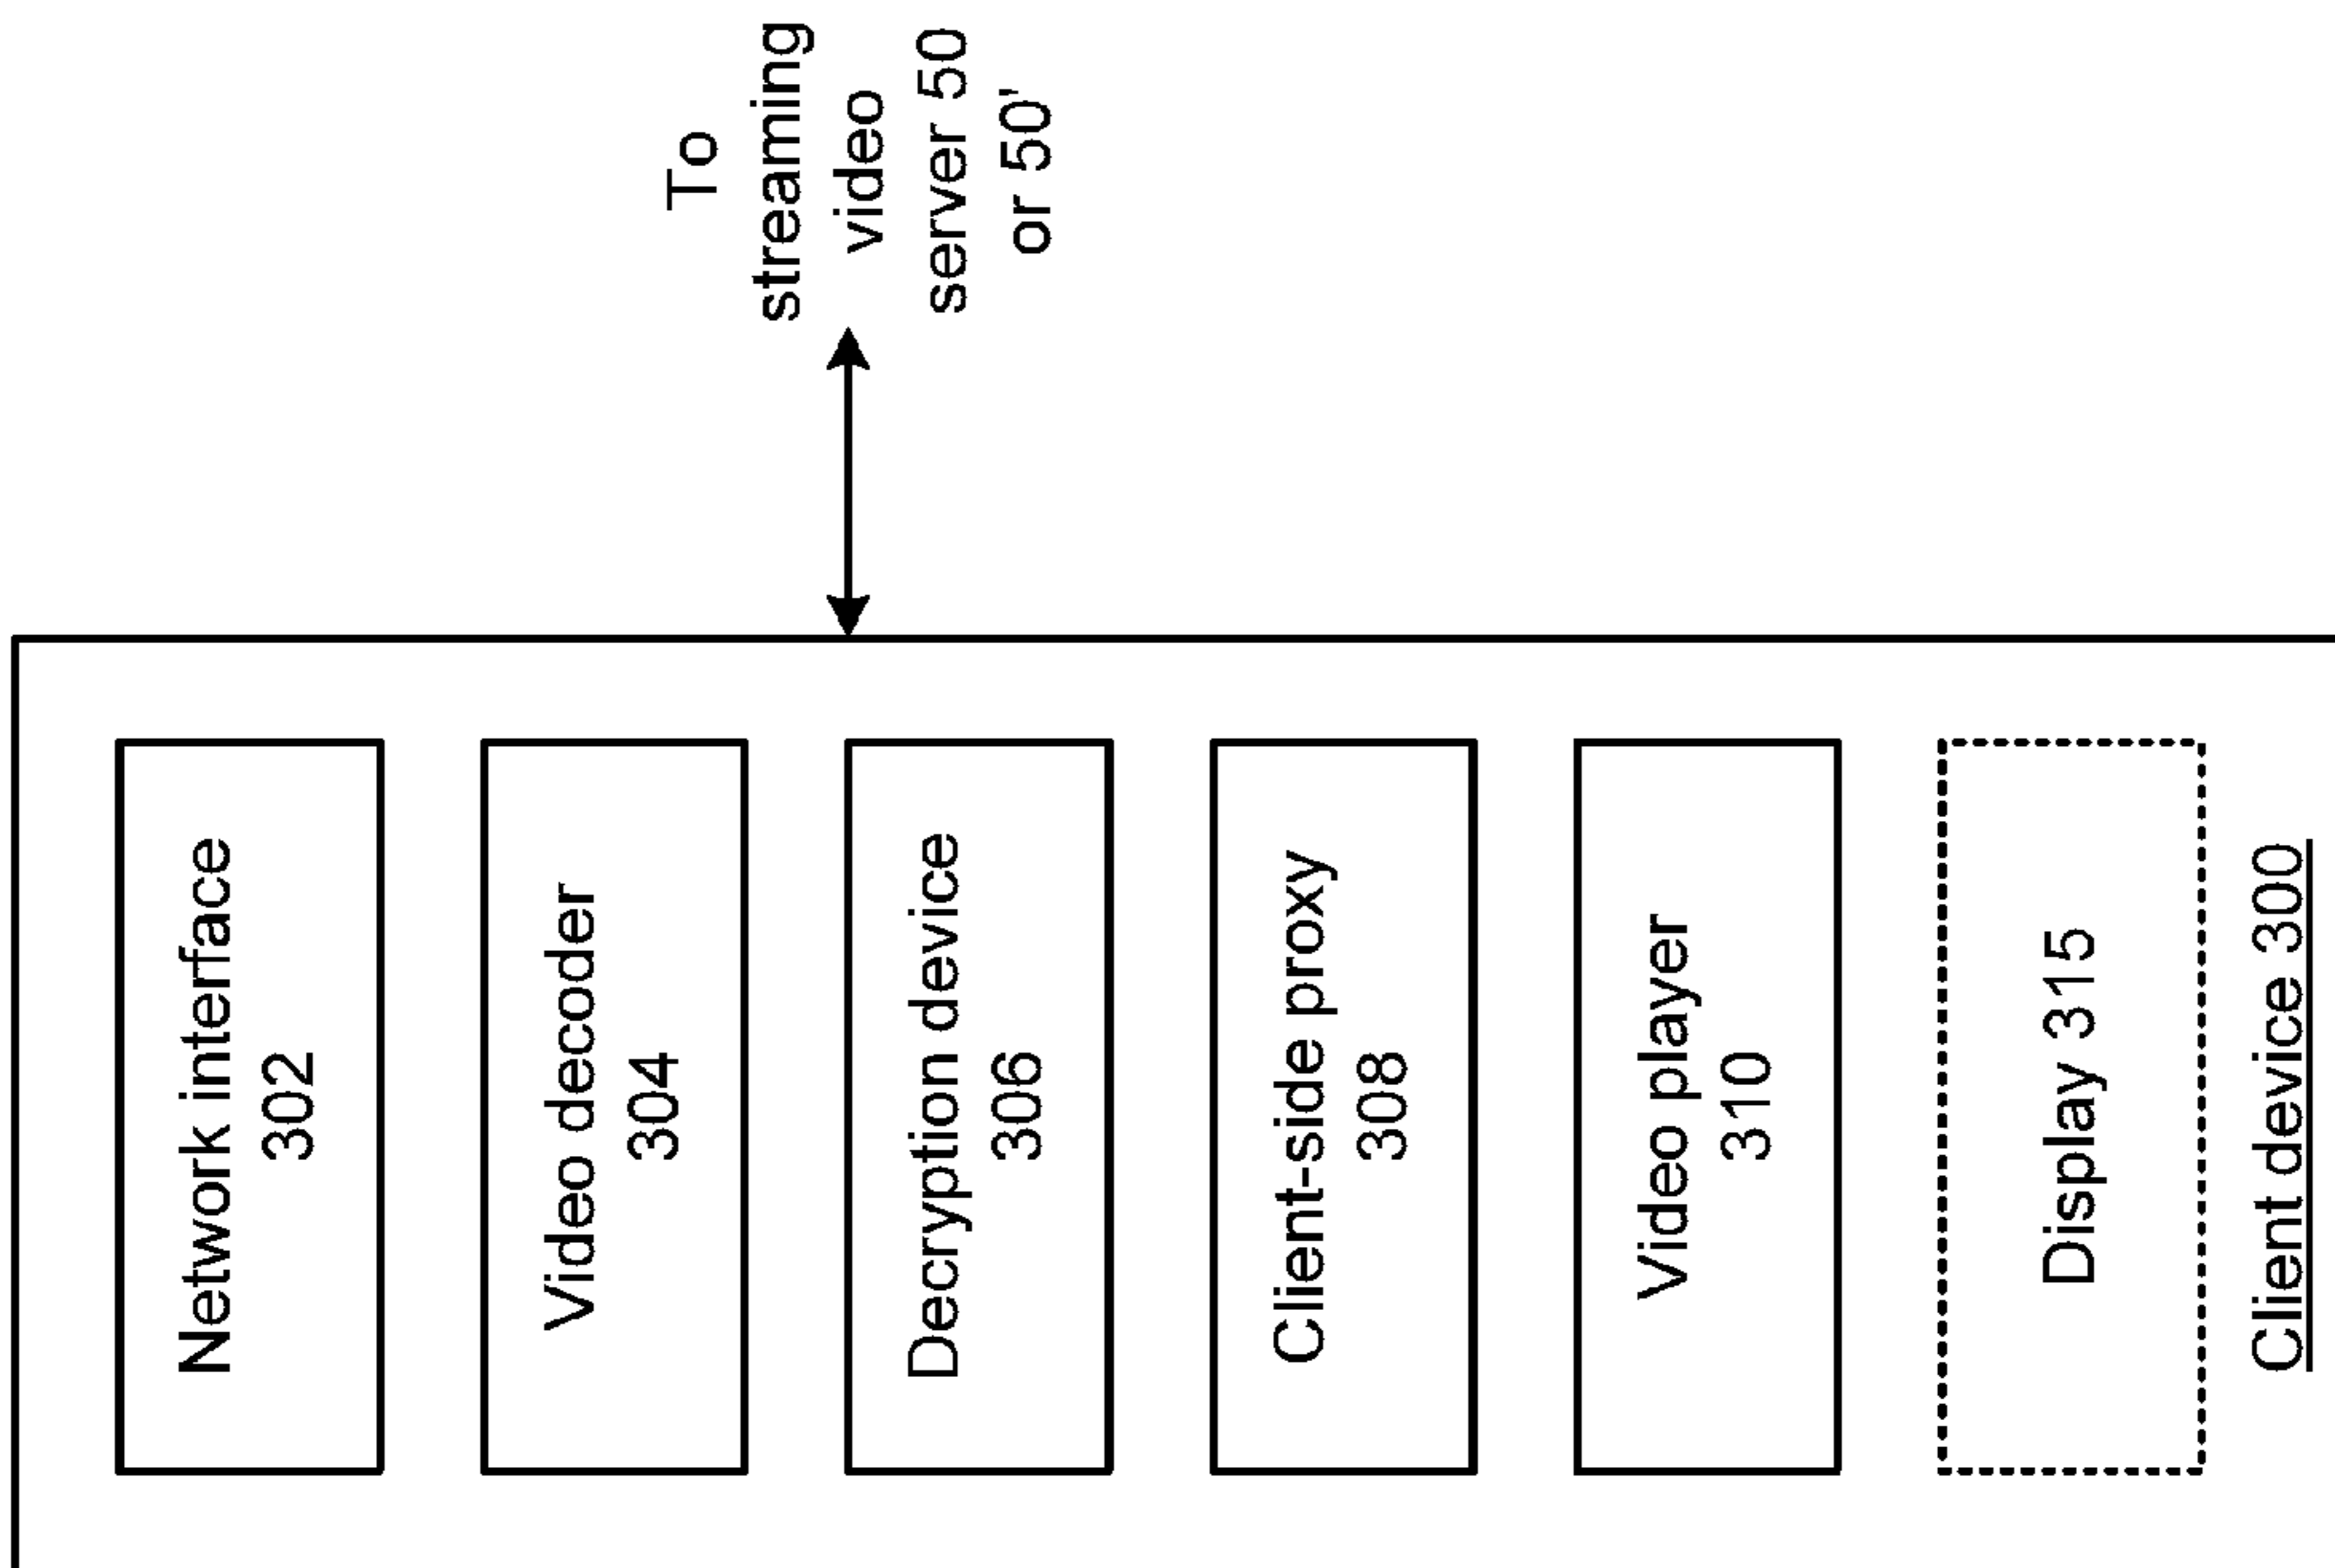 Network interface
302
Video decoder
304
Decryption device
306
Client-side proxy
308
Video player
310
Display 315
Client device 300
To
streaming
video
server 50
or 50'